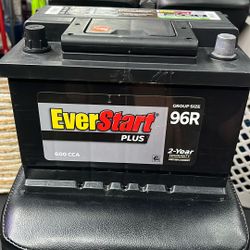 GROUP SIZE
EverStart
96R
PLUS
2-Year
600 CCA